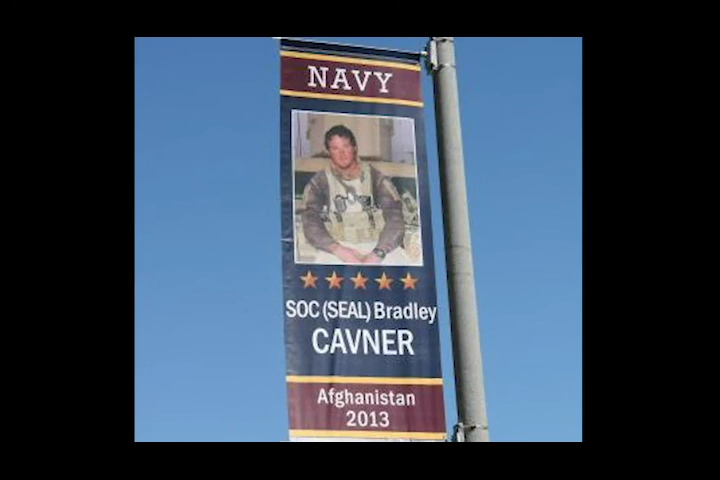 NAVY
SOC (SEAL) Bradley
CAVNER
Afghanistan
2013